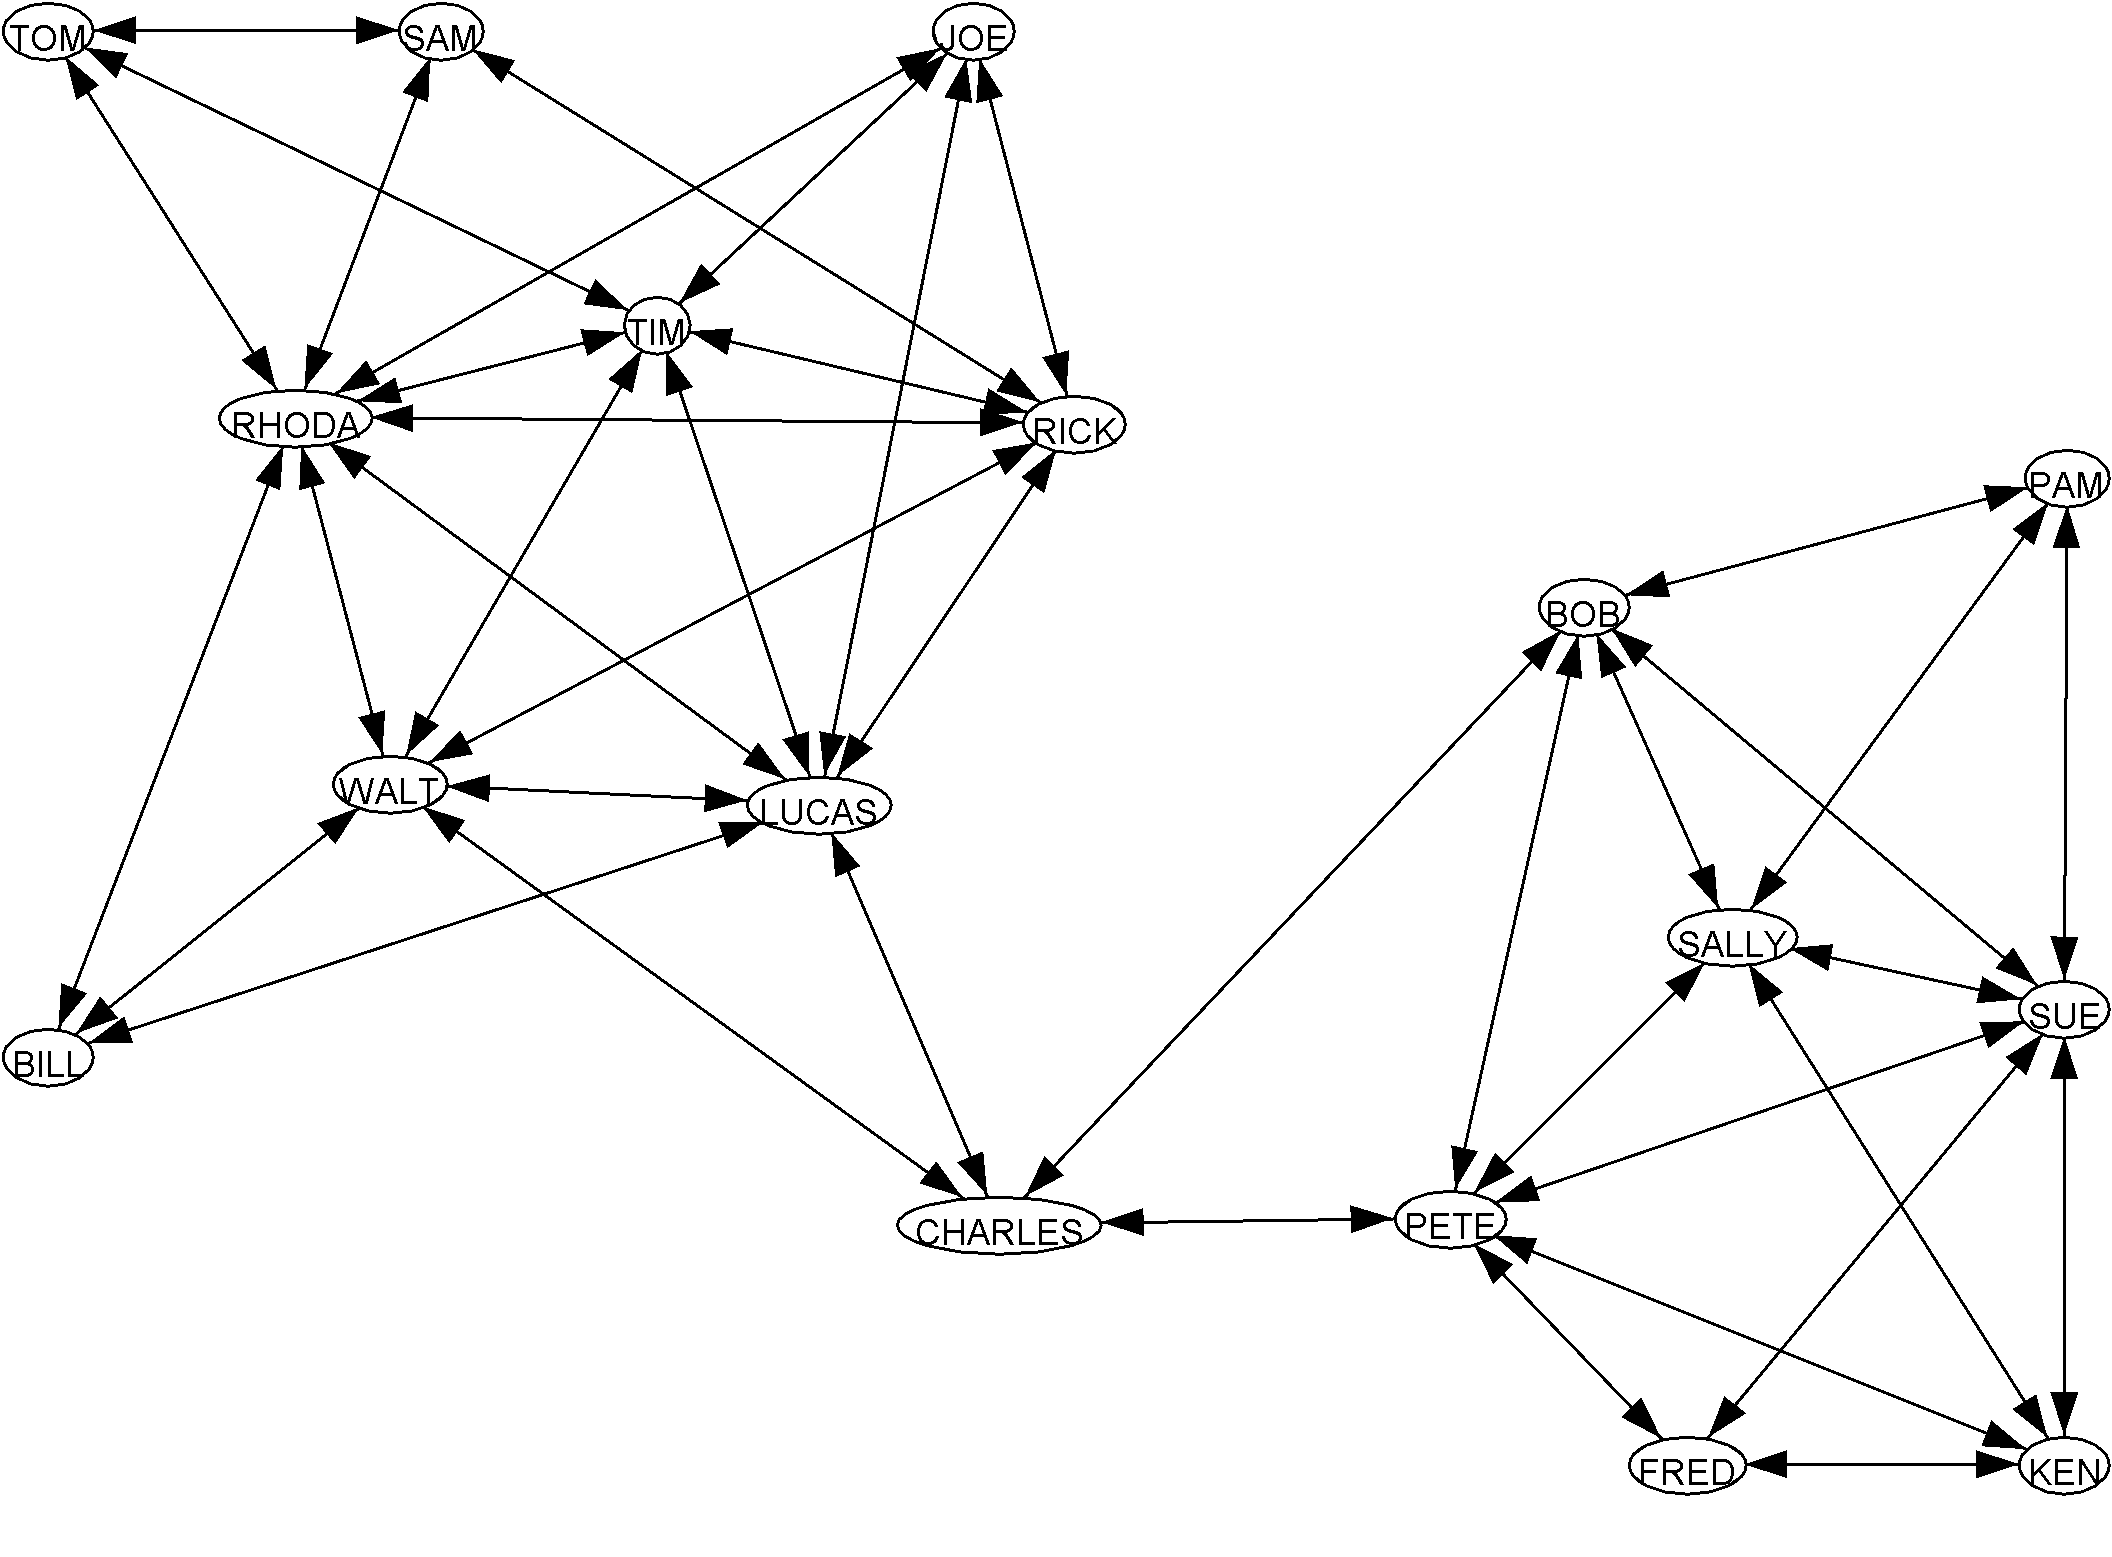 TOM
SAM
JOE
TIM
RHODA
RICK
PAM
BOB
WALT
LUCAS
SALLY
SUE
BILL
CHARLES
PETE
FRED
KEN